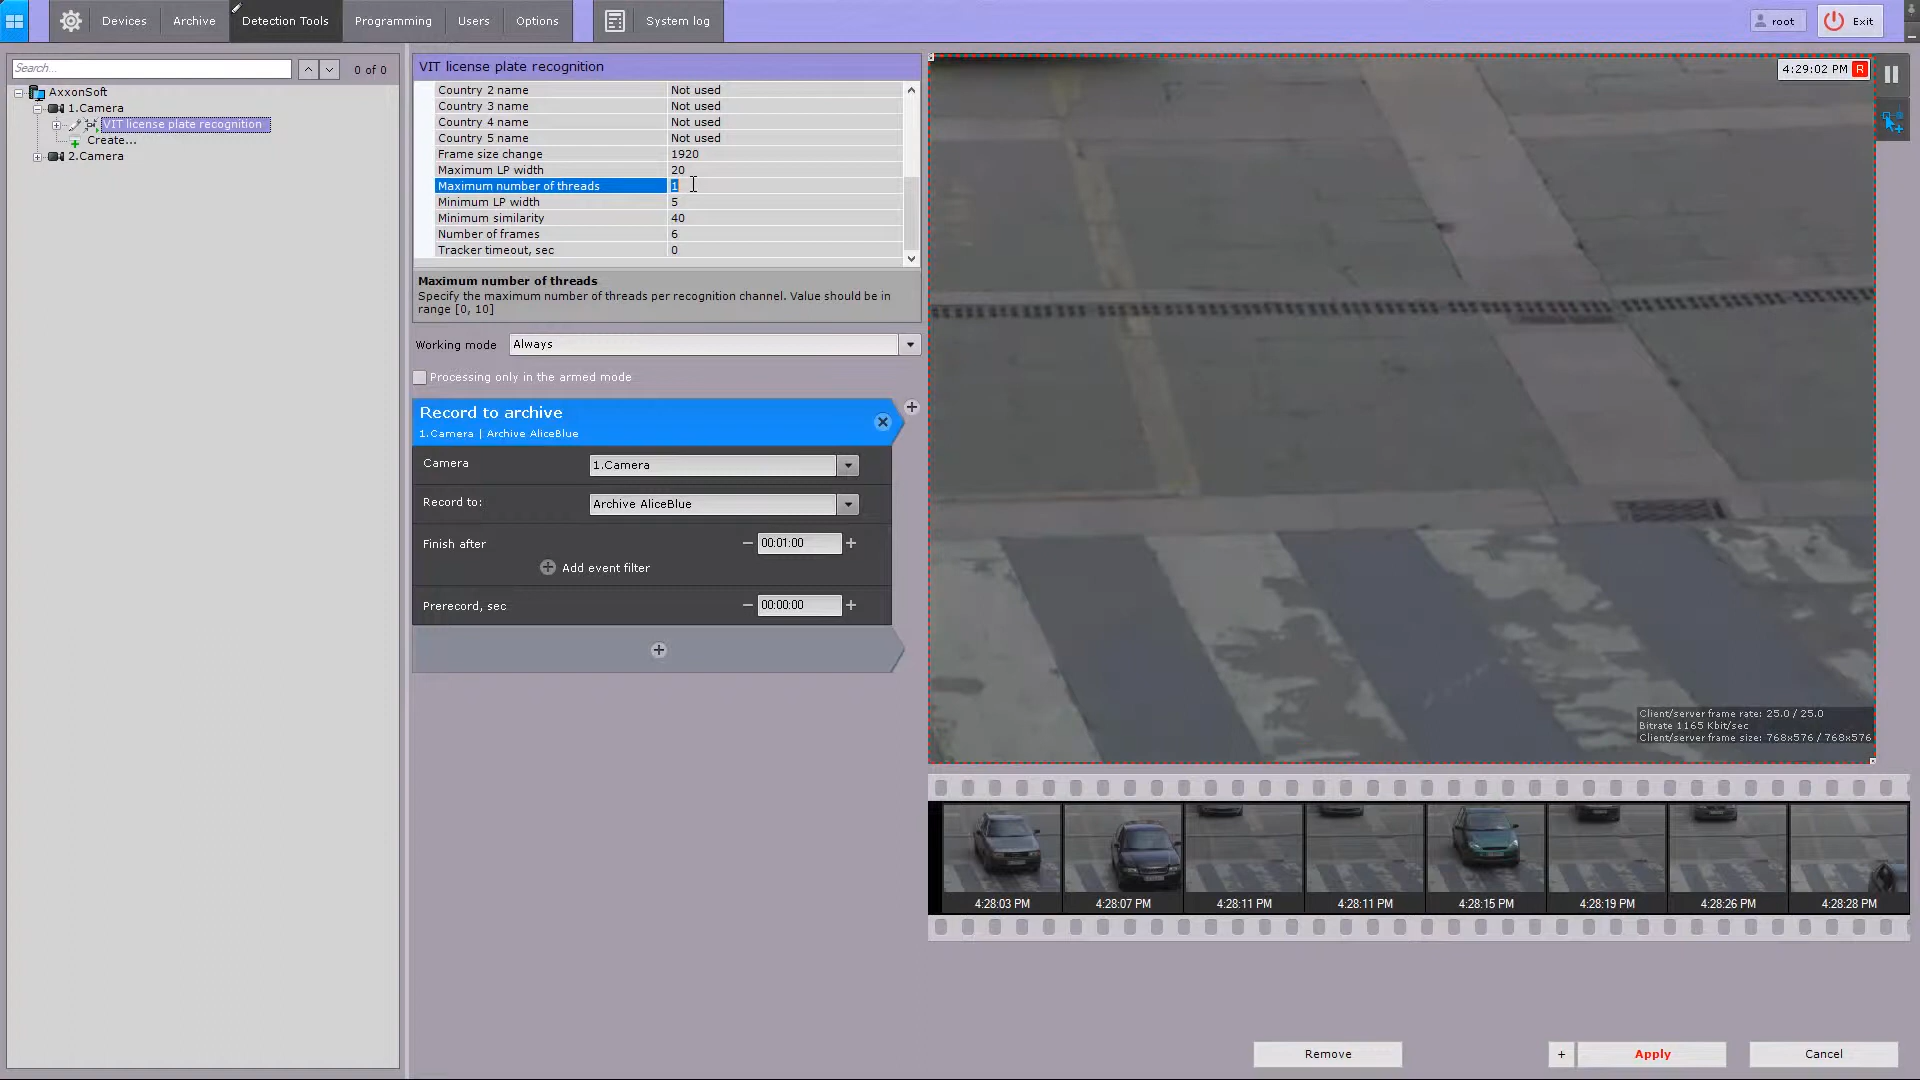 Devices
Archive
Detection Tools
Programming
Users
Options
System log
root
Exit
Search...
0 of 0
AxxonSoft
1.Camera
VIT license plate recognition
Create...
2.Camera
VIT license plate recognition
Country 2 name Not used
Country 3 name Not used
Country 4 name Not used
Country 5 name Not used
Frame size change 1920
Maximum LP width 20
Maximum number of threads 1
Minimum LP width 5
Minimum similarity 40
Number of frames 6
Tracker timeout, sec 0
Maximum number of threads
Specify the maximum number of threads per recognition channel. Value should be in
range [0, 10]
Working mode Always
Processing only in the armed mode
Record to archive
1.Camera | Archive AliceBlue
Camera 1.Camera
Record to: Archive AliceBlue
Finish after − 00:01:00 +
Add event filter
Prerecord, sec − 00:00:00 +
4:29:02 PM R
Client/server frame rate: 25.0 / 25.0
Bitrate 1165 Kbit/sec
Client/server frame size: 768x576 / 768x576
4:28:03 PM
4:28:07 PM
4:28:11 PM
4:28:11 PM
4:28:15 PM
4:28:19 PM
4:28:26 PM
4:28:28 PM
Remove
+
Apply
Cancel